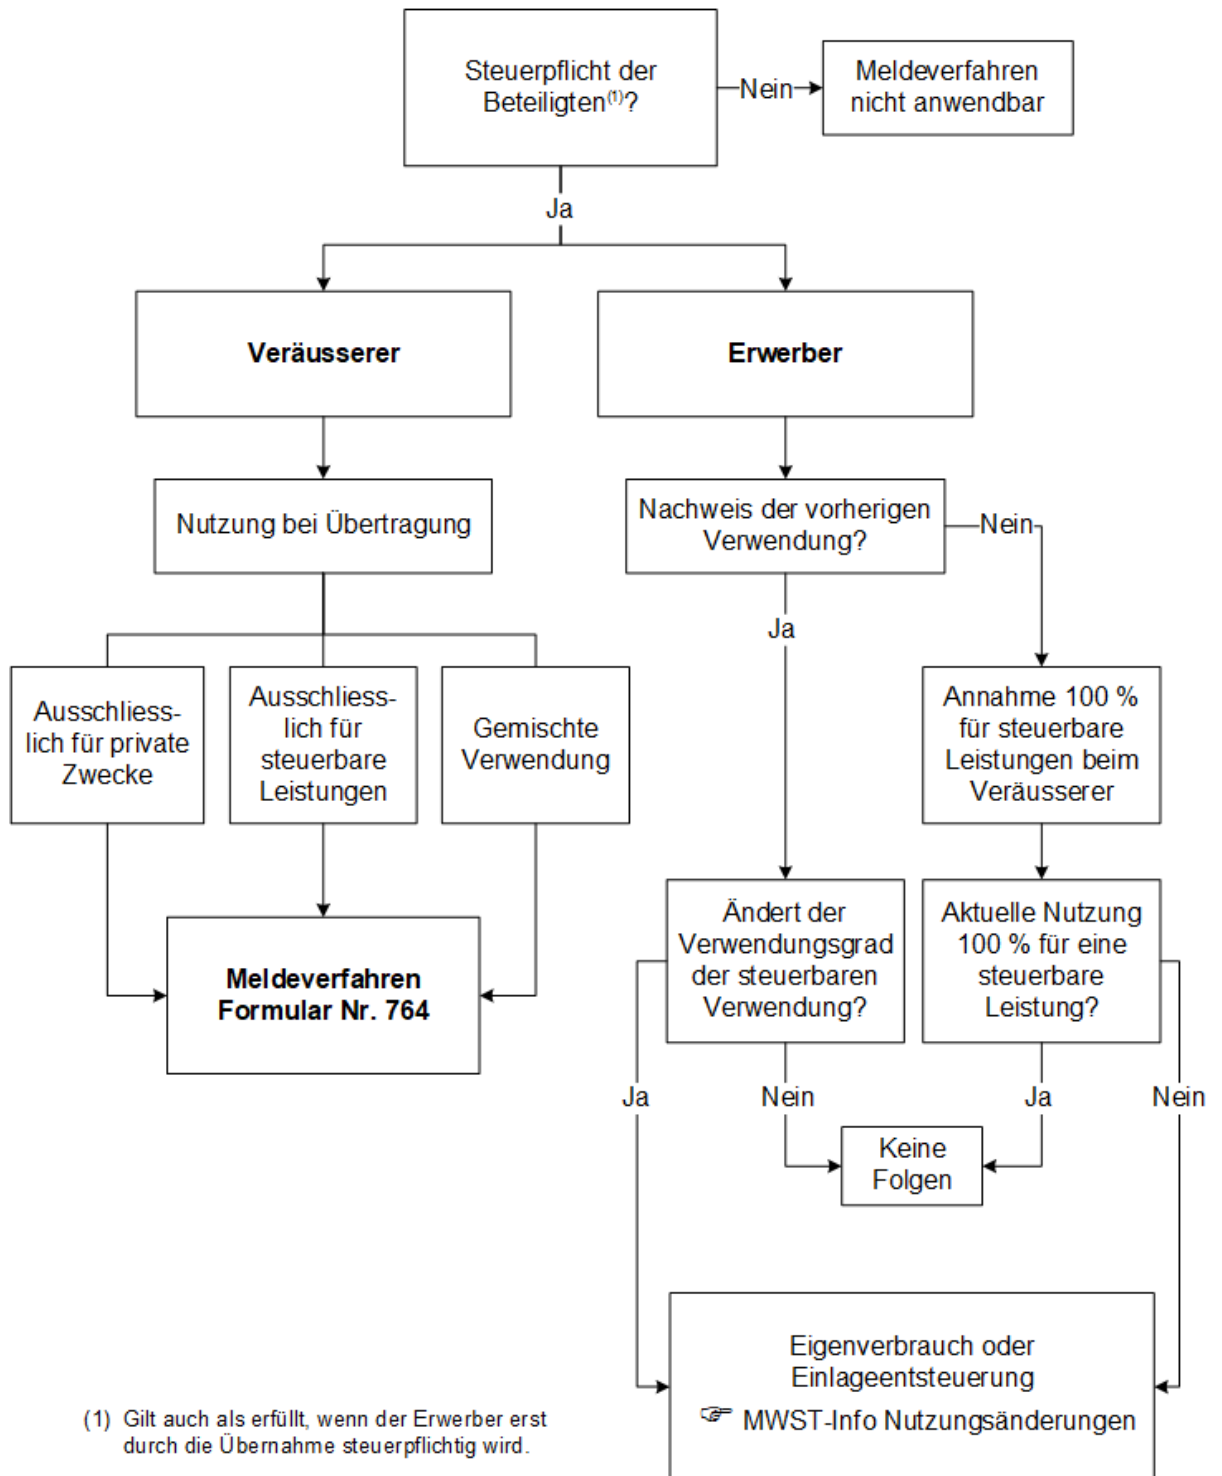 Steuerpflicht der
Beteiligten(1)?
Nein
Meldeverfahren
nicht anwendbar
Ja
Veräusserer
Erwerber
Nutzung bei Übertragung
Nachweis der vorherigen
Verwendung?
Nein
Ja
Ausschliess-
lich für private
Zwecke
Ausschliess-
lich für
steuerbare
Leistungen
Gemischte
Verwendung
Annahme 100 %
für steuerbare
Leistungen beim
Veräusserer
Meldeverfahren
Formular Nr. 764
Ändert der
Verwendungsgrad
der steuerbaren
Verwendung?
Aktuelle Nutzung
100 % für eine
steuerbare
Leistung?
Ja
Nein
Ja
Nein
Keine
Folgen
Eigenverbrauch oder
Einlageentsteuerung
☞ MWST-Info Nutzungsänderungen
(1) Gilt auch als erfüllt, wenn der Erwerber erst
durch die Übernahme steuerpflichtig wird.